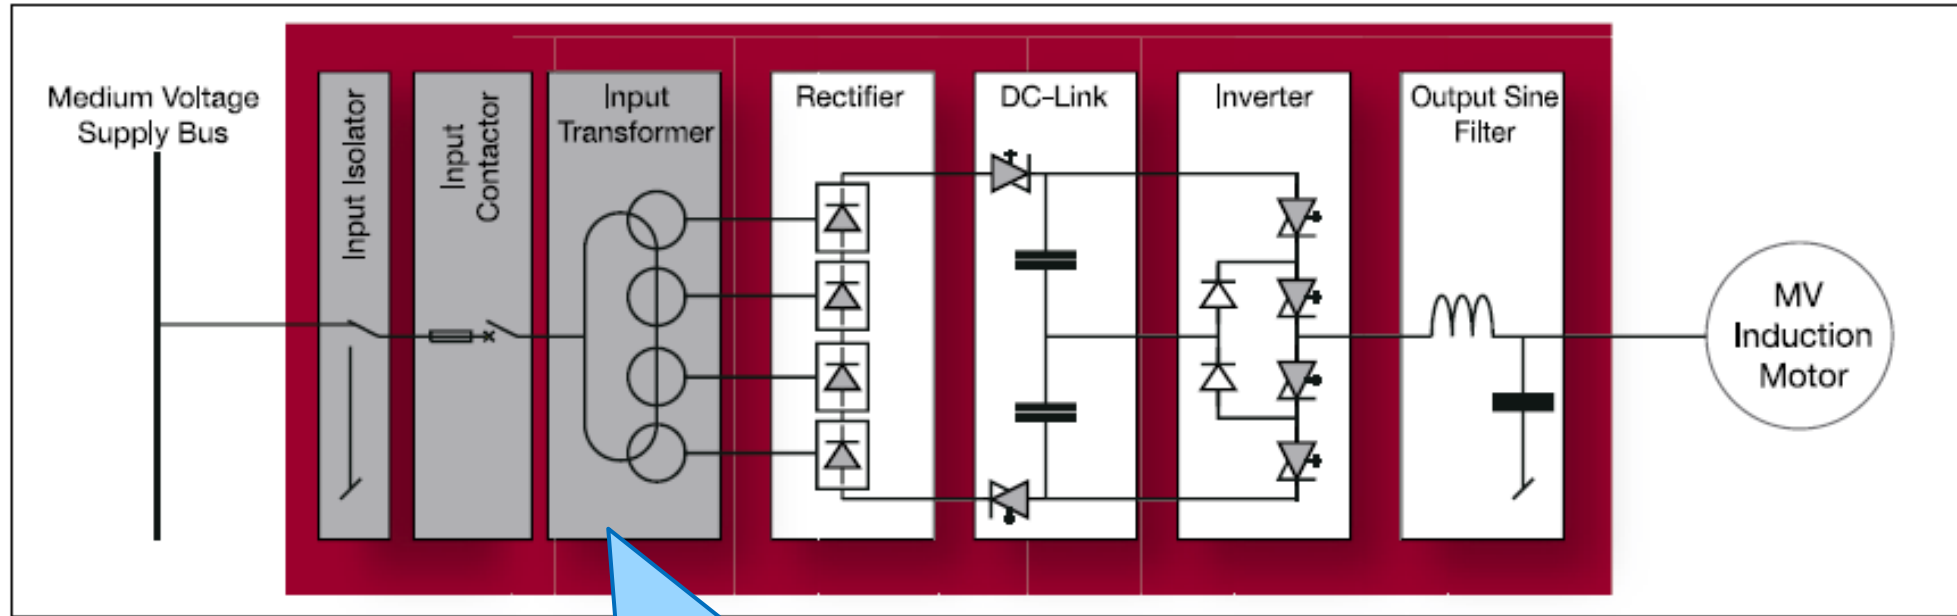 Medium Voltage
Supply Bus
Input Isolator
Input
Contactor
Input
Transformer
Rectifier
DC–Link
Inverter
Output Sine
Filter
MV
Induction
Motor